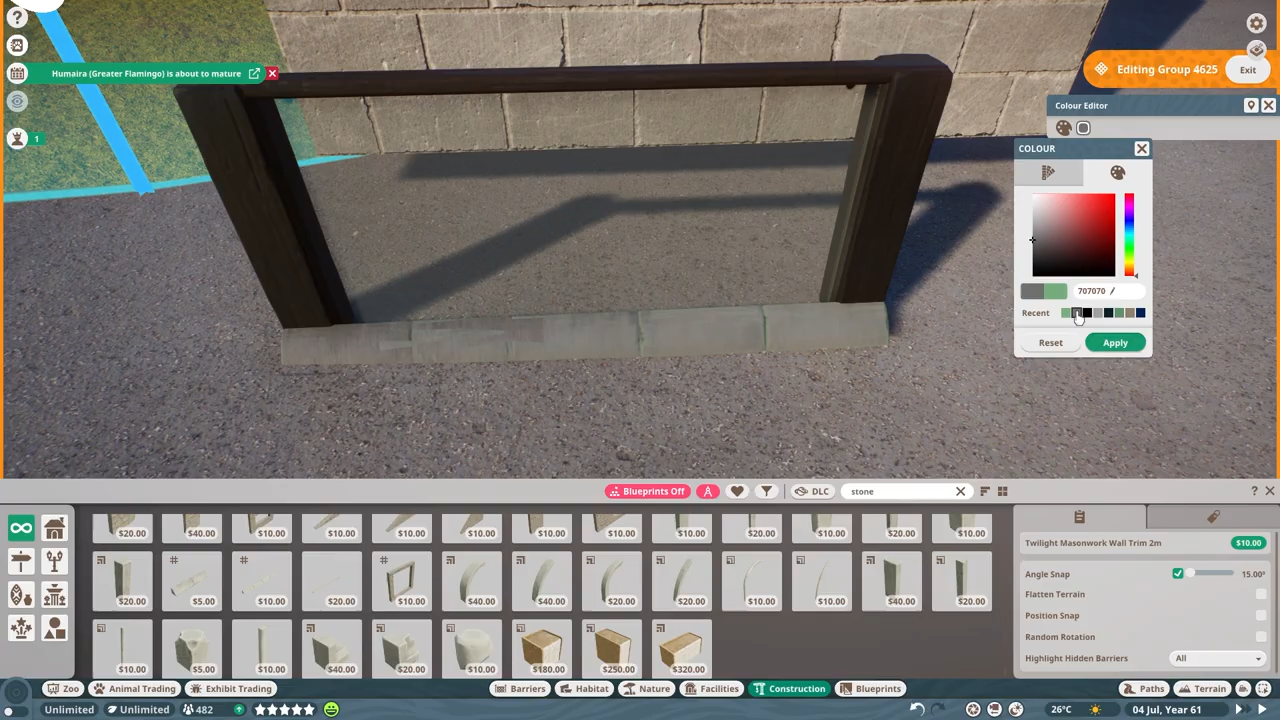 Humaira (Greater Flamingo) is about to mature
1
Editing Group 4625
Exit
Colour Editor
COLOUR
707070
Recent
Reset
Apply
Blueprints Off
DLC
stone
$20.00 $40.00 $10.00 $10.00 $10.00 $10.00 $10.00 $10.00 $10.00 $20.00 $10.00 $20.00 $10.00
$20.00 $5.00 $10.00 $20.00 $10.00 $40.00 $40.00 $20.00 $20.00 $10.00 $10.00 $40.00 $20.00
$10.00 $5.00 $10.00 $40.00 $20.00 $10.00 $180.00 $250.00 $320.00
Twilight Masonwork Wall Trim 2m
$10.00
Angle Snap
15.00°
Flatten Terrain
Position Snap
Random Rotation
Highlight Hidden Barriers
All
Zoo
Animal Trading
Exhibit Trading
Barriers
Habitat
Nature
Facilities
Construction
Blueprints
Paths
Terrain
Unlimited
Unlimited
482
26°C
04 Jul, Year 61